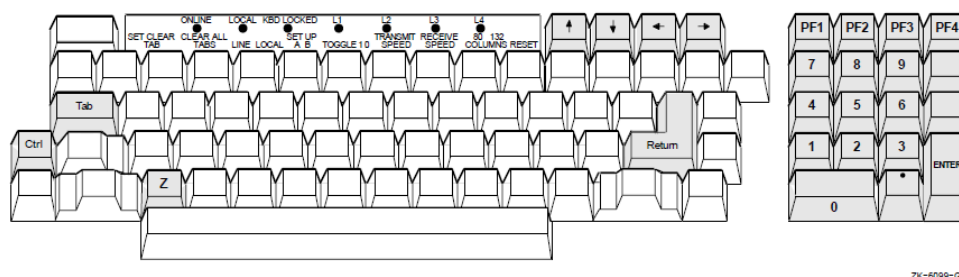 ONLINE LOCAL KBD LOCKED L1 L2 L3 L4
SET CLEAR TAB CLEAR ALL TABS LINE LOCAL SET UP A B TOGGLE 1 0 TRANSMIT SPEED RECEIVE SPEED 80 132 COLUMNS RESET
↑ ↓ ← →
PF1 PF2 PF3 PF4
7 8 9
Tab
4 5 6
Ctrl
Return
1 2 3
ENTER
Z
0 .